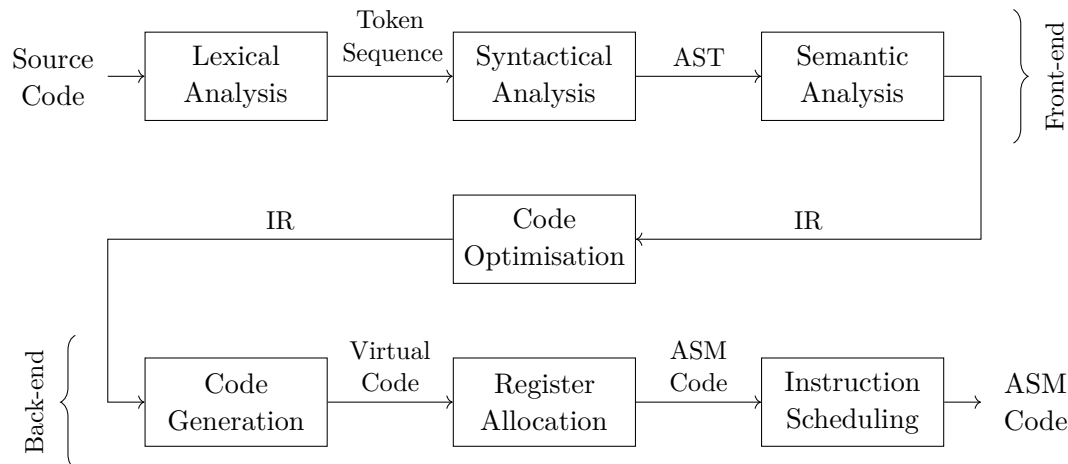 Source
Code
Lexical
Analysis
Token
Sequence
Syntactical
Analysis
AST
Semantic
Analysis
Front-end
IR
Code
Optimisation
IR
Back-end
Code
Generation
Virtual
Code
Register
Allocation
ASM
Code
Instruction
Scheduling
ASM
Code